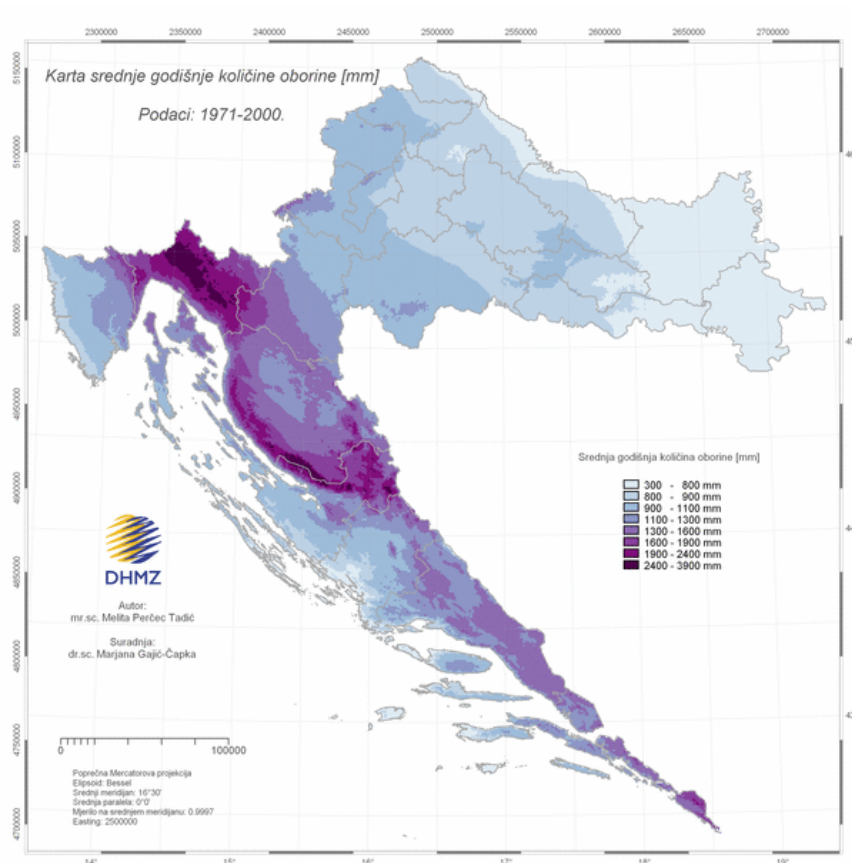 2300000 2350000 2400000 2450000 2500000 2550000 2600000 2650000 2700000
5150000
Karta srednje godišnje količine oborine [mm]
Podaci: 1971-2000.
5100000
5050000
5000000
4950000
4900000
Srednja godišnja količina oborine [mm]
300 - 800 mm
800 - 900 mm
900 - 1100 mm
1100 - 1300 mm
1300 - 1600 mm
1600 - 1900 mm
1900 - 2400 mm
2400 - 3900 mm
DHMZ
4850000
Autor:
mr.sc. Melita Perčec Tadić
Suradnja:
dr.sc. Marjana Gajić-Čapka
4800000
4750000
0 100000
Poprečna Mercatorova projekcija
Elipsoid: Bessel
Srednji meridijan: 16°30'
Srednja paralela: 0°0'
Mjerilo na srednjem meridijanu: 0.9997
Easting: 2500000
4700000